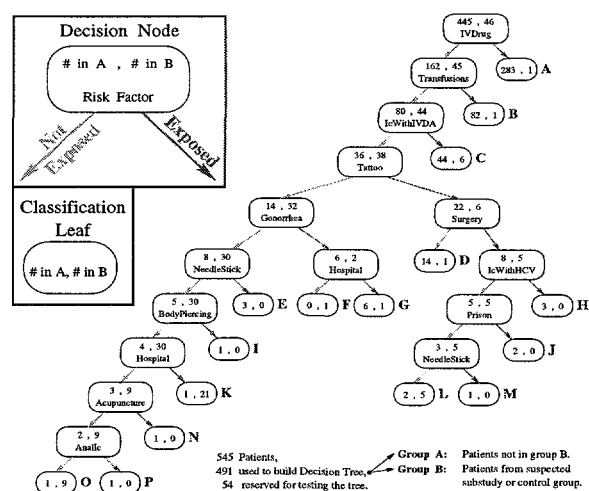 Decision Node
# in A , # in B
Risk Factor
Not Exposed
Exposed
Classification
Leaf
# in A, # in B
445 , 46
IVDrug
162 , 45
Transfusions
283 , 1 A
80 , 44
IcWithIVDA
82 , 1 B
36 , 38
Tattoo
44 , 6 C
14 , 32
Gonorrhea
22 , 6
Surgery
8 , 30
NeedleStick
6 , 2
Hospital
14 , 1 D
8 , 5
IcWithHCV
5 , 30
BodyPiercing
3 , 0 E
0 , 1 F
6 , 1 G
5 , 5
Prison
3 , 0 H
4 , 30
Hospital
1 , 0 I
3 , 5
NeedleStick
2 , 0 J
3 , 9
Acupuncture
1 , 21 K
2 , 5 L
1 , 0 M
2 , 9
1 , 0 N
1 , 9 O
1 , 0 P
545 Patients,
491 used to build Decision Tree,
54 reserved for testing the tree.
Group A: Patients not in group B.
Group B: Patients from suspected
substudy or control group.